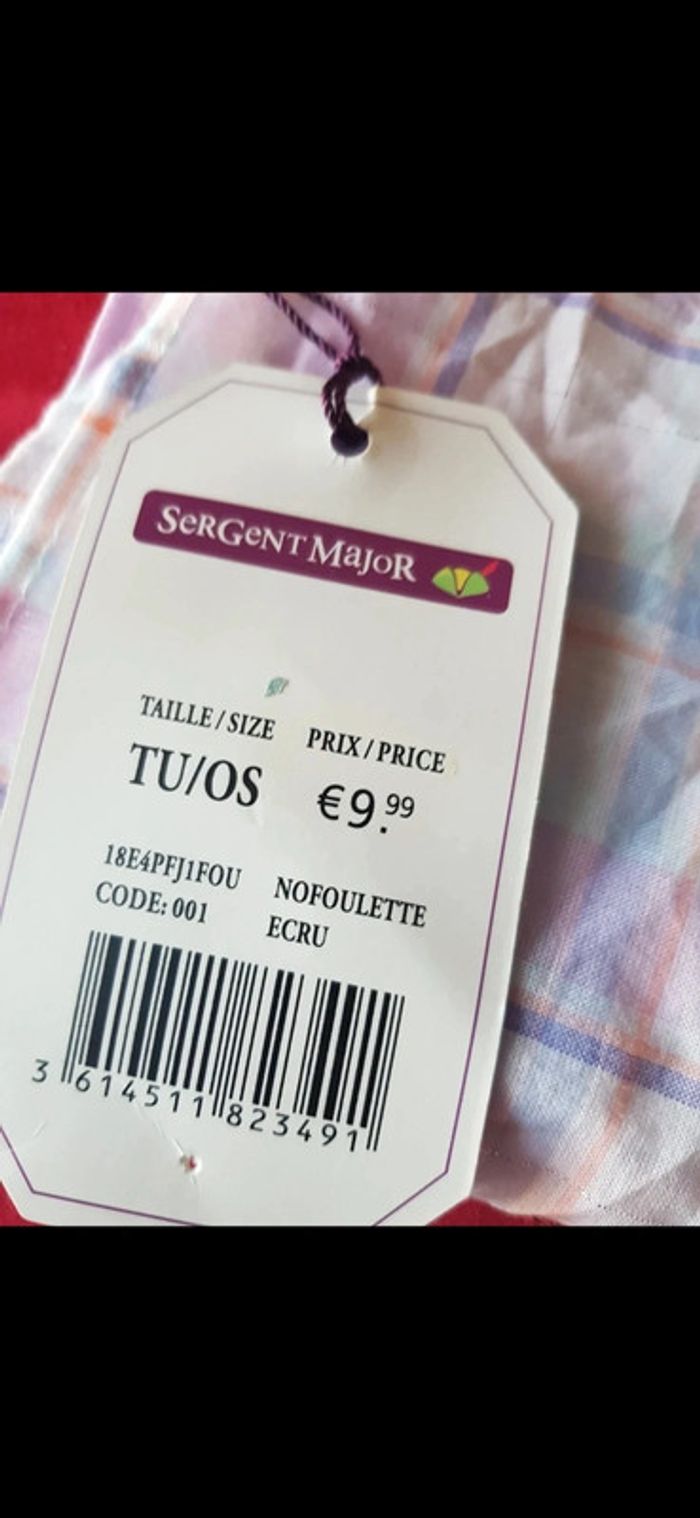 SerGeNT MaJoR
TAILLE / SIZE PRIX / PRICE
TU/OS €9.99
18E4PFJ1FOU NOFOULETTE
CODE: 001 ECRU
3 614511 823491